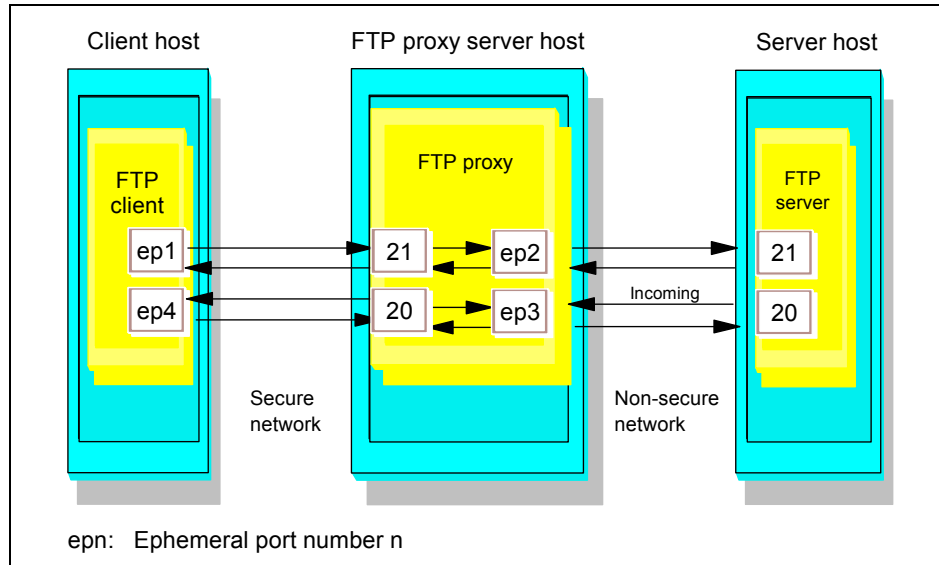 Client host
FTP proxy server host
Server host
FTP
client
FTP proxy
FTP
server
ep1
21
ep2
21
Incoming
ep4
20
ep3
20
Secure
network
Non-secure
network
epn: Ephemeral port number n